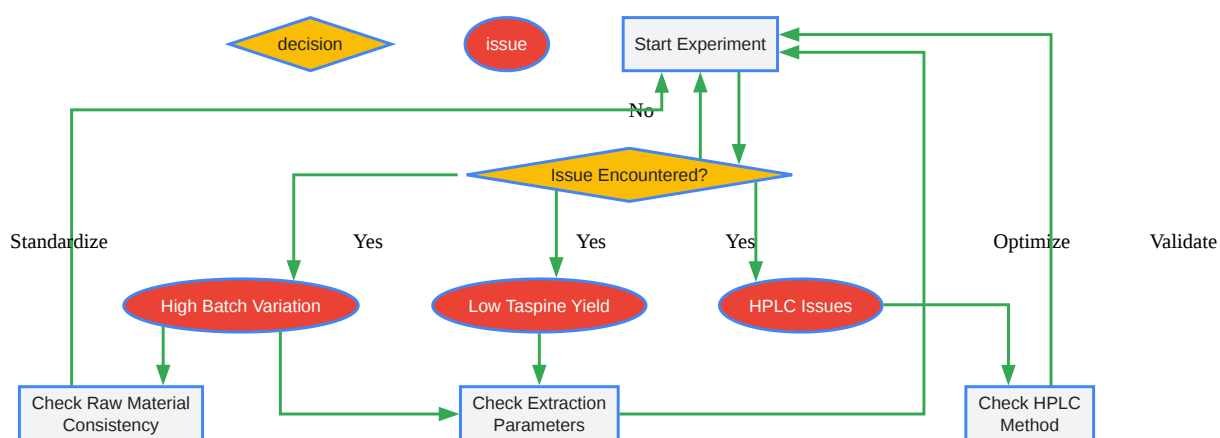 decision
issue
Start Experiment
No
Issue Encountered?
Standardize
Yes
Yes
Yes
Optimize
Validate
High Batch Variation
Low Taspine Yield
HPLC Issues
Check Raw Material
Consistency
Check Extraction
Parameters
Check HPLC
Method